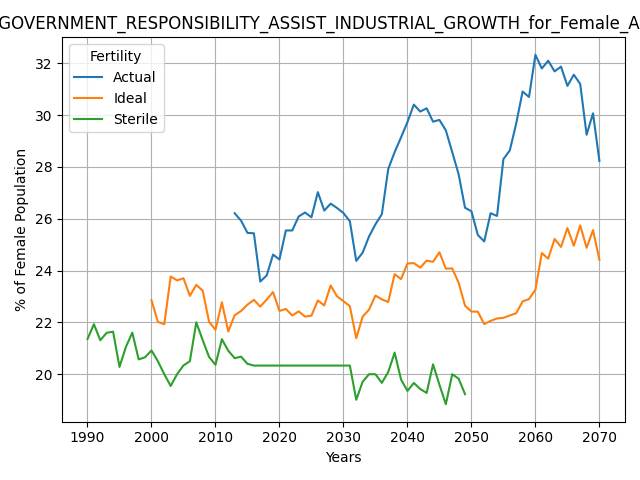 GOVERNMENT_RESPONSIBILITY_ASSIST_INDUSTRIAL_GROWTH_for_Female_A
Fertility
Actual
Ideal
Sterile
% of Female Population
32
30
28
26
24
22
20
1990 2000 2010 2020 2030 2040 2050 2060 2070
Years